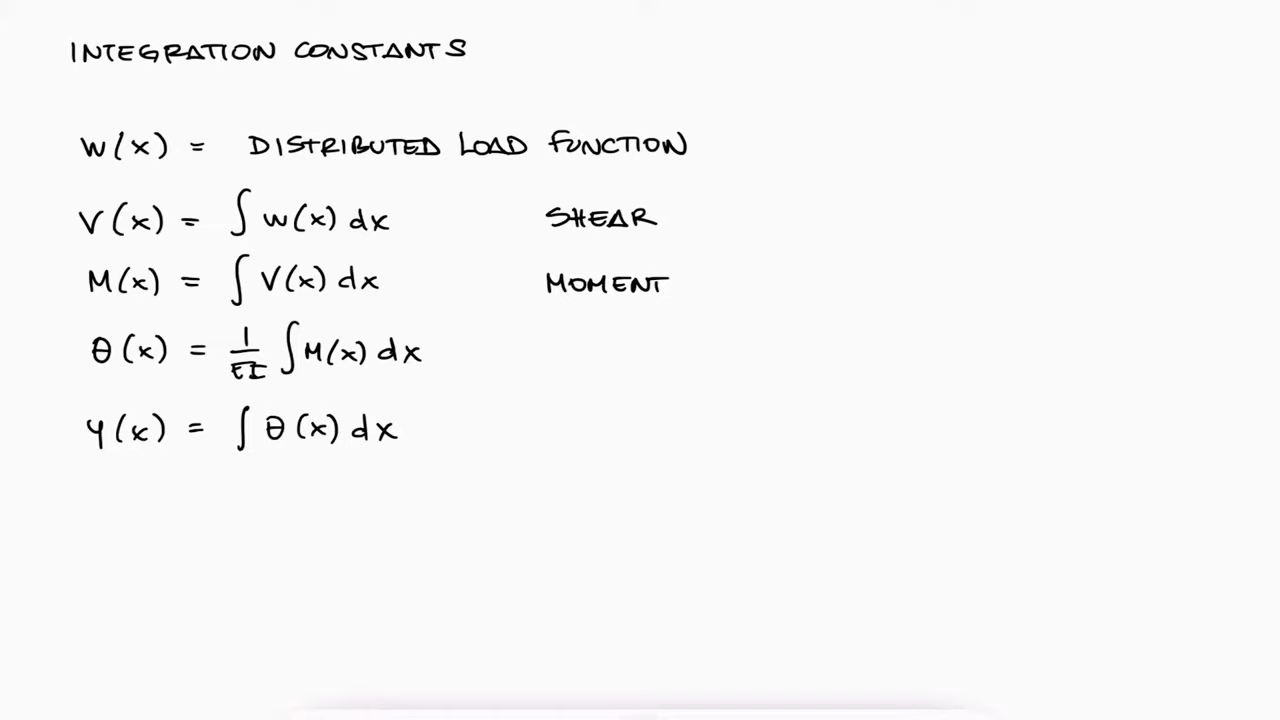 INTEGRATION CONSTANTS
w(x) = DISTRIBUTED LOAD FUNCTION
V(x) = ∫ w(x) dx SHEAR
M(x) = ∫ V(x) dx MOMENT
θ(x) = 1/EI ∫ M(x) dx
y(x) = ∫ θ(x) dx